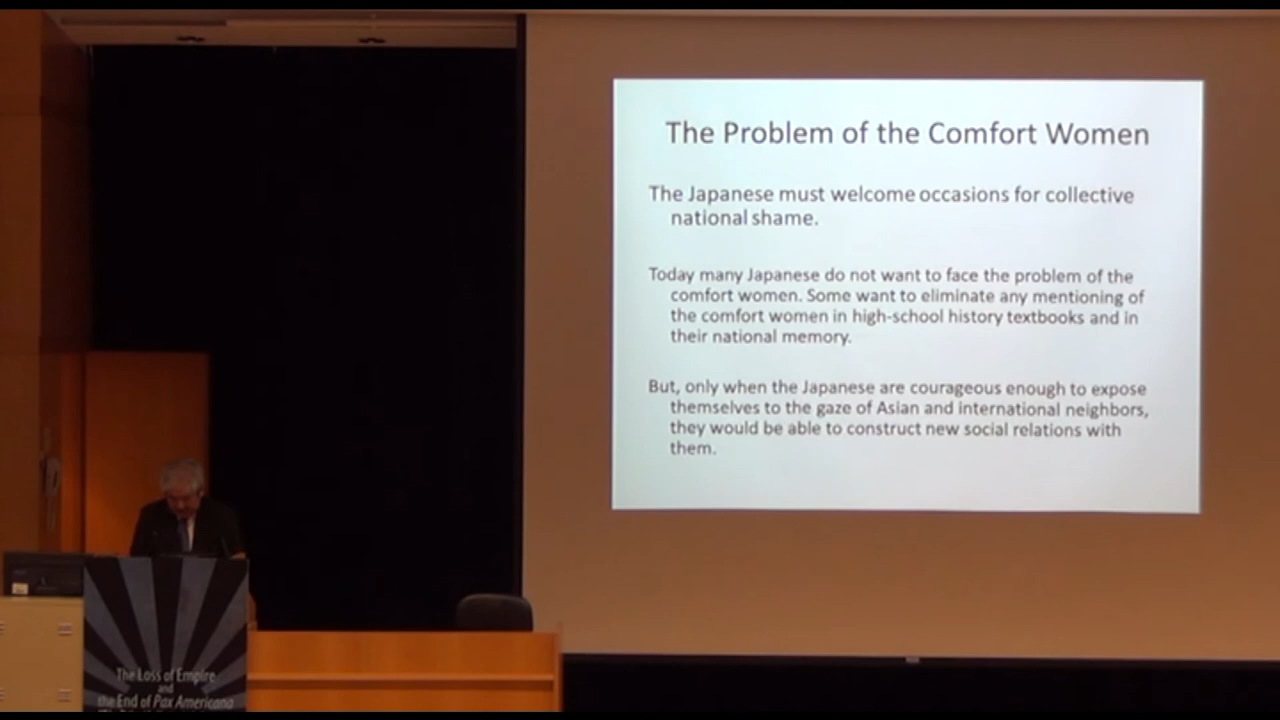 The Problem of the Comfort Women
The Japanese must welcome occasions for collective
national shame.
Today many Japanese do not want to face the problem of the
comfort women. Some want to eliminate any mentioning of
the comfort women in high-school history textbooks and in
their national memory.
But, only when the Japanese are courageous enough to expose
themselves to the gaze of Asian and international neighbors,
they would be able to construct new social relations with
them.
The Loss of Empire
and
the End of Pax Americana